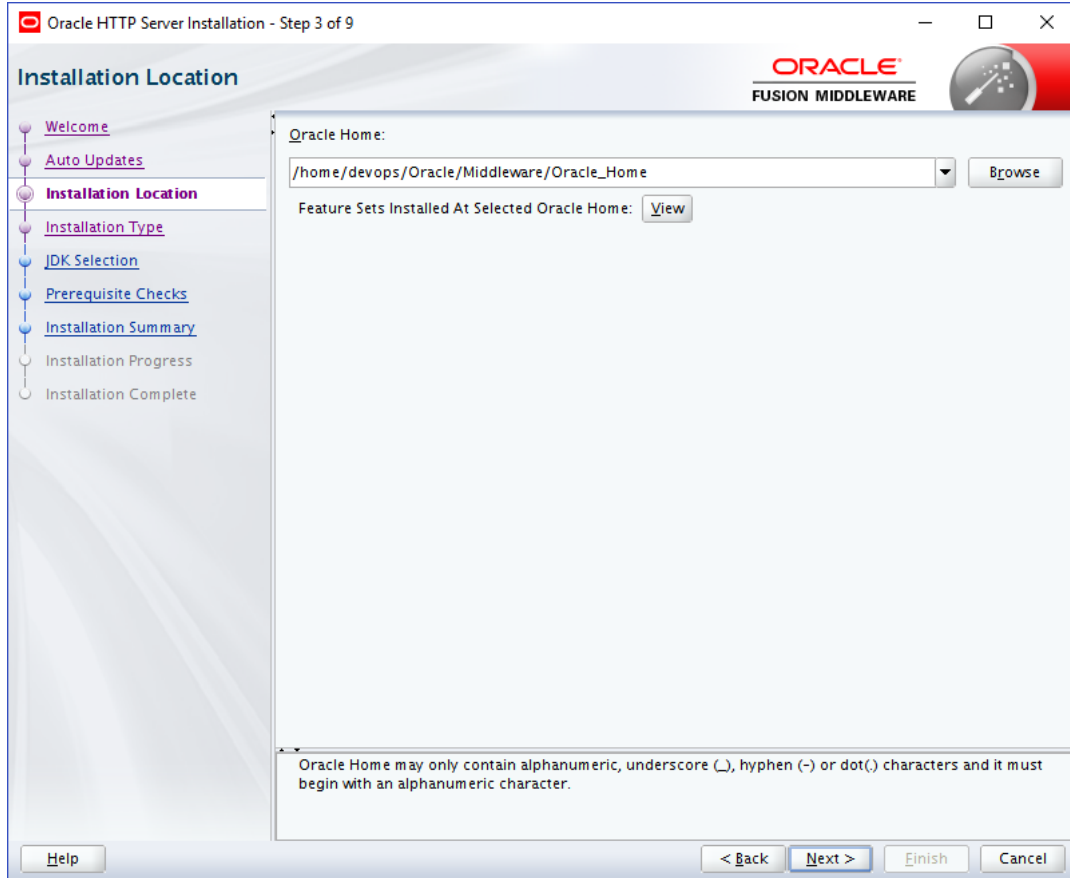 Oracle HTTP Server Installation - Step 3 of 9
Installation Location
ORACLE
FUSION MIDDLEWARE
Welcome
Auto Updates
Installation Location
Installation Type
JDK Selection
Prerequisite Checks
Installation Summary
Installation Progress
Installation Complete
Oracle Home:
/home/devops/Oracle/Middleware/Oracle_Home
Browse
Feature Sets Installed At Selected Oracle Home: View
Oracle Home may only contain alphanumeric, underscore (_), hyphen (-) or dot(.) characters and it must
begin with an alphanumeric character.
Help
< Back Next > Finish Cancel